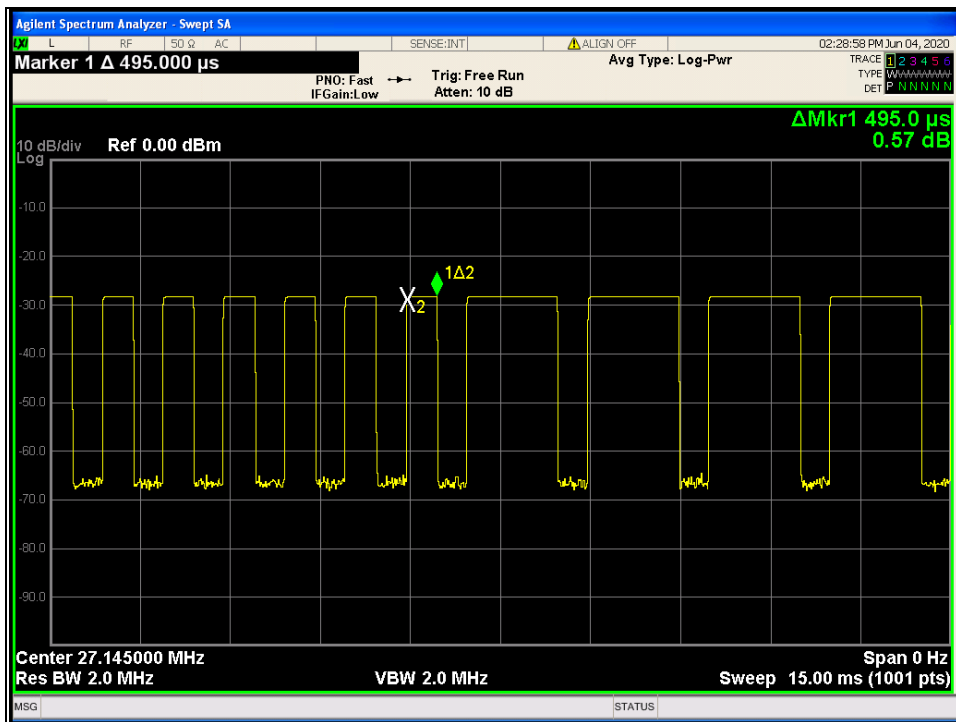 Agilent Spectrum Analyzer - Swept SA
LXI L RF 50 Ω AC SENSE:INT ALIGN OFF 02:28:58 PM Jun 04, 2020
Marker 1 Δ 495.000 µs
PNO: Fast
IFGain:Low
Trig: Free Run
Atten: 10 dB
Avg Type: Log-Pwr
TRACE 1 2 3 4 5 6
TYPE WWWWWW
DET P N N N N N
ΔMkr1 495.0 µs
0.57 dB
10 dB/div Ref 0.00 dBm
Log
-10.0
-20.0
1Δ2
X2
-30.0
-40.0
-50.0
-60.0
-70.0
-80.0
-90.0
Center 27.145000 MHz Span 0 Hz
Res BW 2.0 MHz VBW 2.0 MHz Sweep 15.00 ms (1001 pts)
MSG STATUS